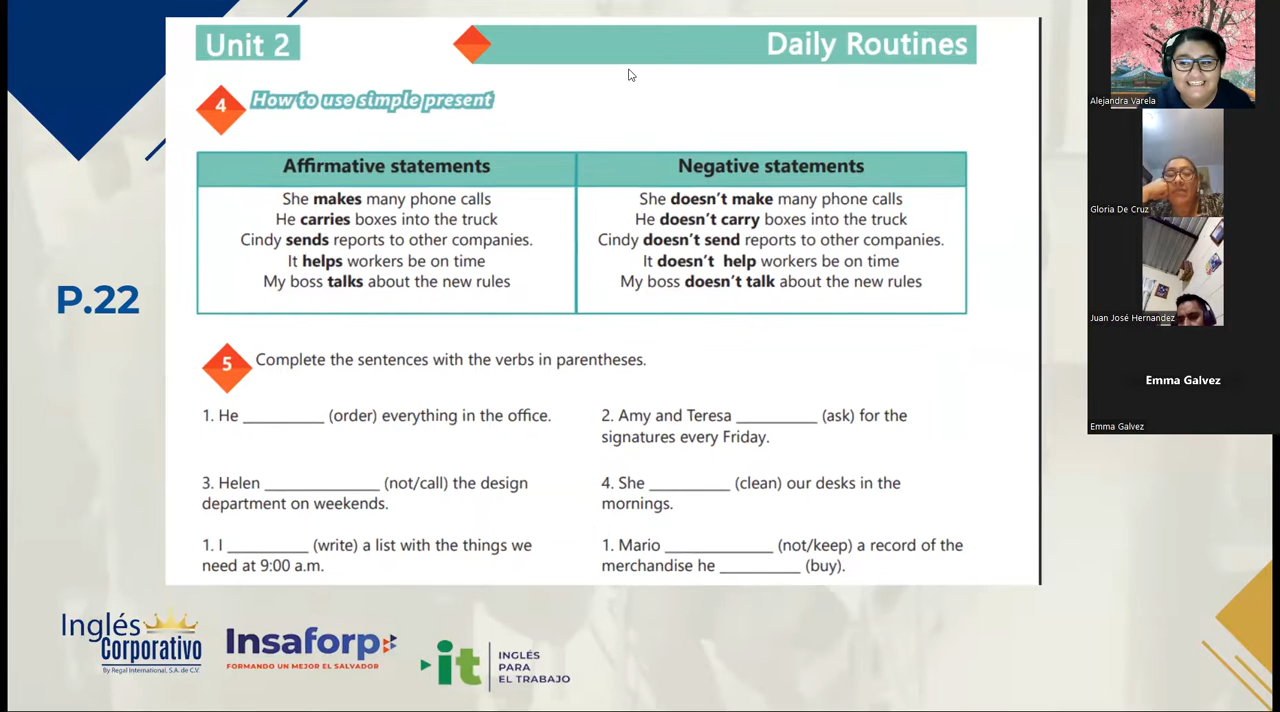 Unit 2
Daily Routines
4
How to use simple present
Affirmative statements
Negative statements
She makes many phone calls
He carries boxes into the truck
Cindy sends reports to other companies.
It helps workers be on time
My boss talks about the new rules
She doesn't make many phone calls
He doesn't carry boxes into the truck
Cindy doesn't send reports to other companies.
It doesn't help workers be on time
My boss doesn't talk about the new rules
P.22
5
Complete the sentences with the verbs in parentheses.
1. He __________ (order) everything in the office.
2. Amy and Teresa __________ (ask) for the
signatures every Friday.
3. Helen ______________ (not/call) the design
department on weekends.
4. She __________ (clean) our desks in the
mornings.
1. I __________ (write) a list with the things we
need at 9:00 a.m.
1. Mario _____________ (not/keep) a record of the
merchandise he __________ (buy).
Inglés
Corporativo
By Regal International, S.A. de C.V.
Insaforp
FORMANDO UN MEJOR EL SALVADOR
it
INGLÉS
PARA
EL TRABAJO
Alejandra Varela
Gloria De Cruz
Juan José Hernandez
Emma Galvez
Emma Galvez